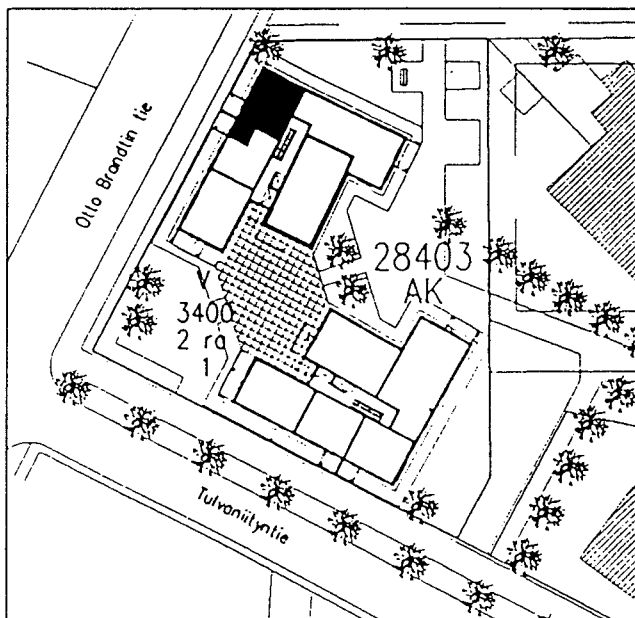 Otto Brandtin tie
28403
AK
V
3400
2 ra
1
Tulvaniityntie